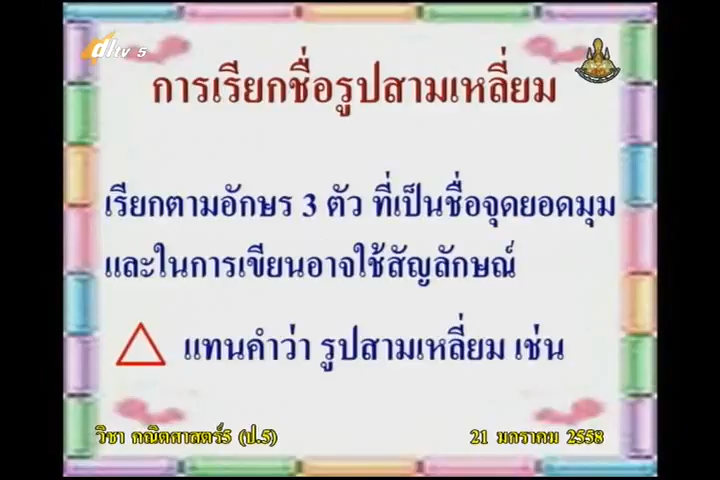 dltv 5
การเรียกชื่อรูปสามเหลี่ยม
เรียกตามอักษร 3 ตัว ที่เป็นชื่อจุดยอดมุม
และในการเขียนอาจใช้สัญลักษณ์
แทนคำว่า รูปสามเหลี่ยม เช่น
วิชา คณิตศาสตร์5 (ป.5)
21 มกราคม 2558